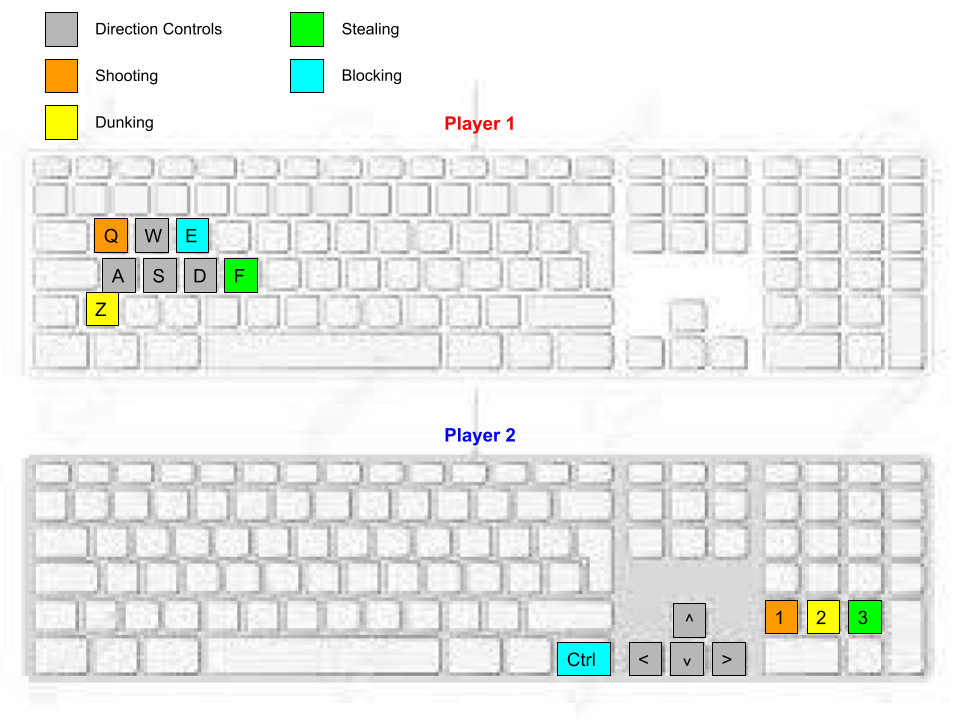 Direction Controls
Stealing
Shooting
Blocking
Dunking
Player 1
Q W E
A S D F
Z
Player 2
^
1 2 3
Ctrl < v >